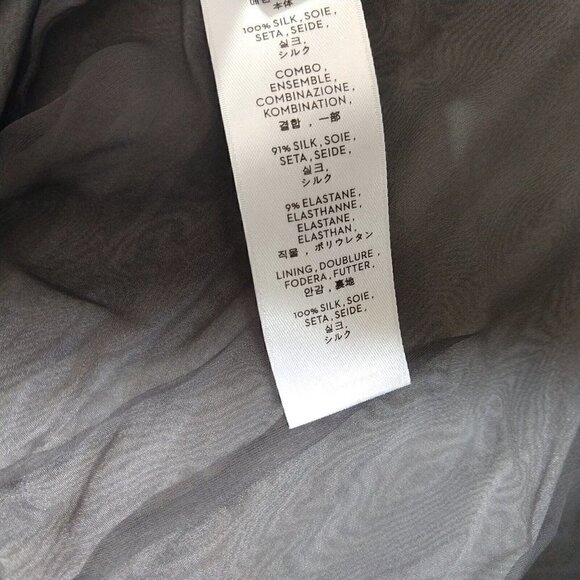 本体
100% SILK, SOIE,
SETA, SEIDE,
실크,
シルク
COMBO,
ENSEMBLE,
COMBINAZIONE,
KOMBINATION,
결합, 一部
91% SILK, SOIE,
SETA, SEIDE,
실크,
シルク
9% ELASTANE,
ELASTHANNE,
ELASTANE,
ELASTHAN,
직물, ポリウレタン
LINING, DOUBLURE,
FODERA, FUTTER,
안감, 裏地
100% SILK, SOIE,
SETA, SEIDE,
실크,
シルク